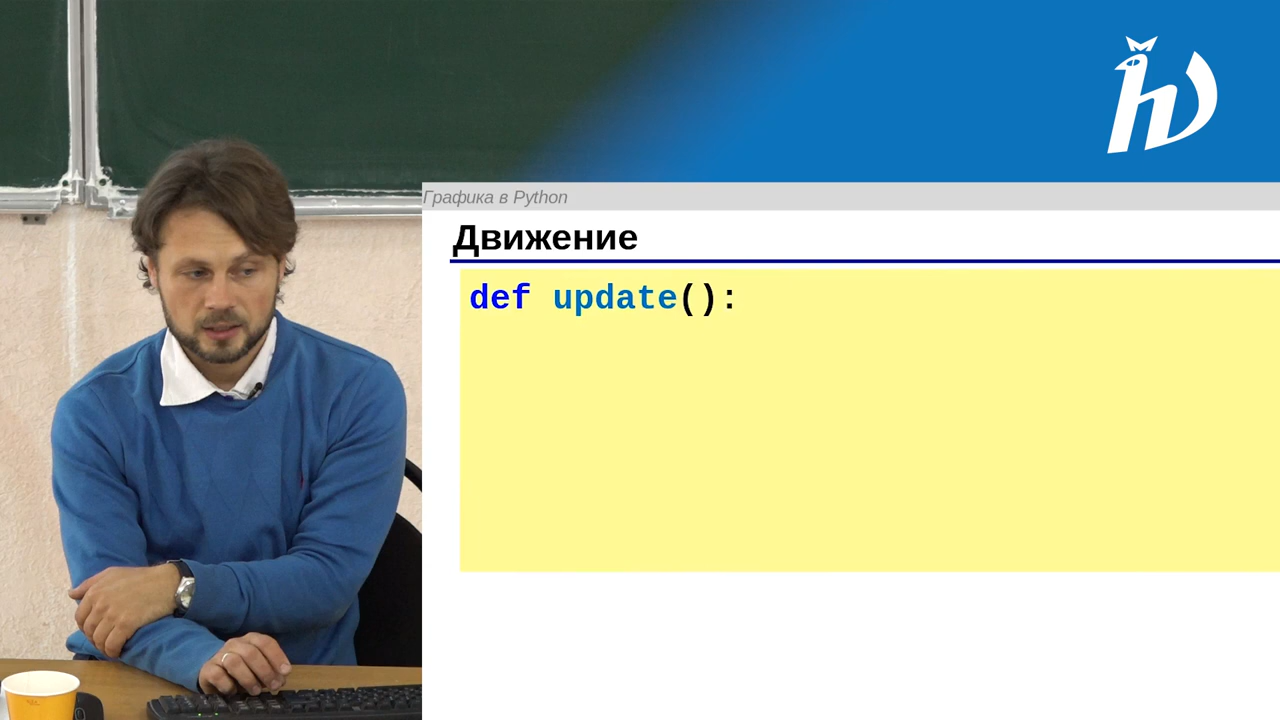 Графика в Python
Движение
def update():